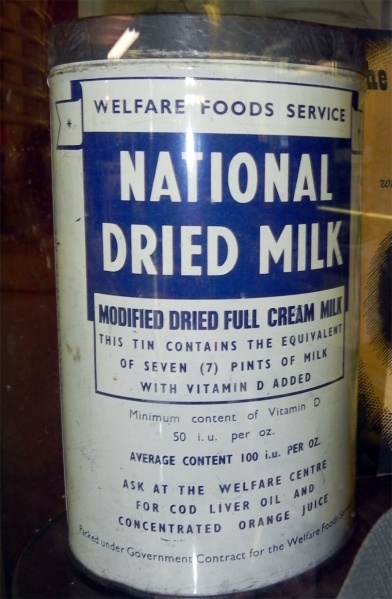 WELFARE FOODS SERVICE
NATIONAL
DRIED MILK
MODIFIED DRIED FULL CREAM MILK
THIS TIN CONTAINS THE EQUIVALENT
OF SEVEN (7) PINTS OF MILK
WITH VITAMIN D ADDED
Minimum content of Vitamin D
50 i.u. per oz.
AVERAGE CONTENT 100 i.u. PER OZ.
ASK AT THE WELFARE CENTRE
FOR COD LIVER OIL AND
CONCENTRATED ORANGE JUICE
Packed under Government Contract for the Welfare Foods